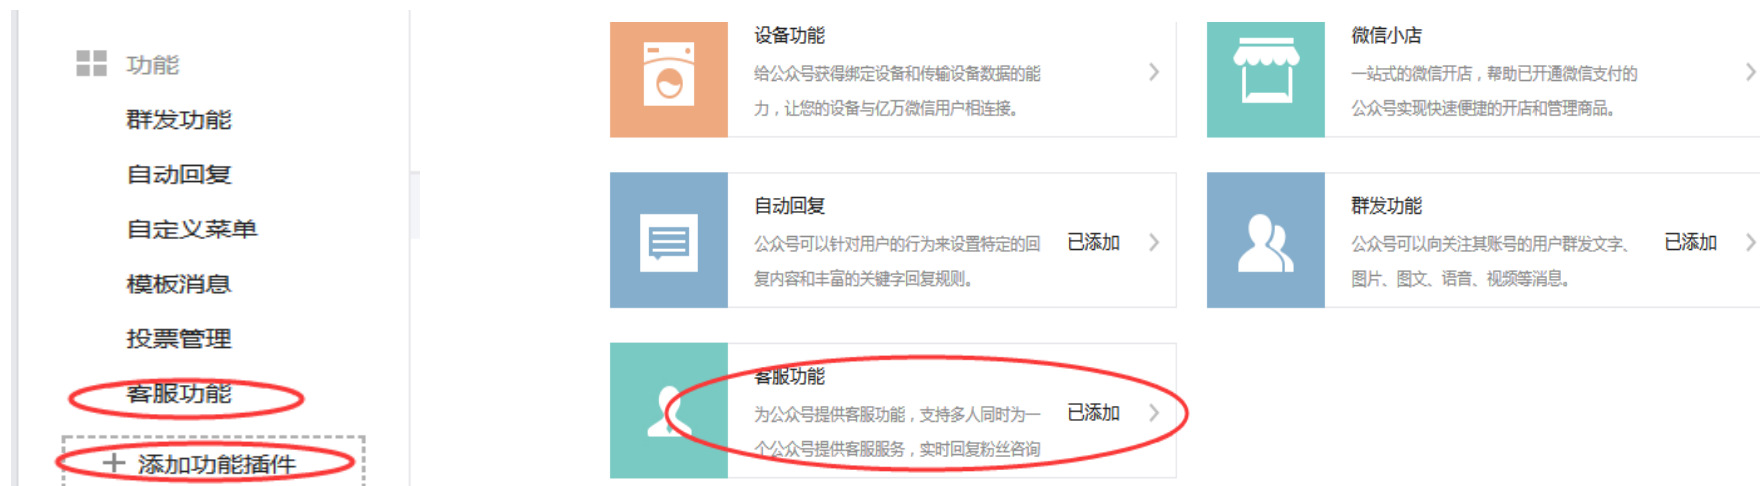 功能
群发功能
自动回复
自定义菜单
模板消息
投票管理
客服功能
添加功能插件
设备功能
给公众号获得绑定设备和传输设备数据的能
力，让您的设备与亿万微信用户相连接。
微信小店
一站式的微信开店，帮助已开通微信支付的
公众号实现快速便捷的开店和管理商品。
自动回复
公众号可以针对用户的行为来设置特定的回
复内容和丰富的关键字回复规则。
已添加
群发功能
公众号可以向关注其账号的用户群发文字、
图片、图文、语音、视频等消息。
已添加
客服功能
为公众号提供客服功能，支持多人同时为一
个公众号提供客服服务，实时回复粉丝咨询
已添加